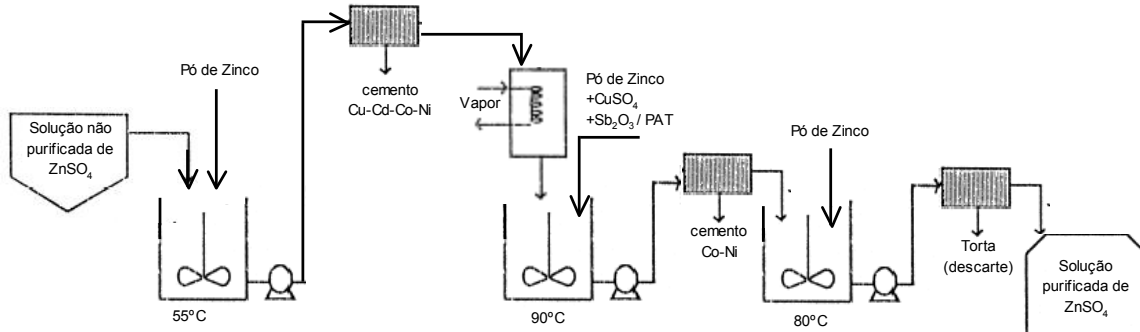 Solução não
purificada de
ZnSO₄
Pó de Zinco
55ºC
cemento
Cu-Cd-Co-Ni
Vapor
Pó de Zinco
+CuSO₄
+Sb₂O₃/ PAT
90ºC
cemento
Co-Ni
Pó de Zinco
80ºC
Torta
(descarte)
Solução
purificada de
ZnSO₄